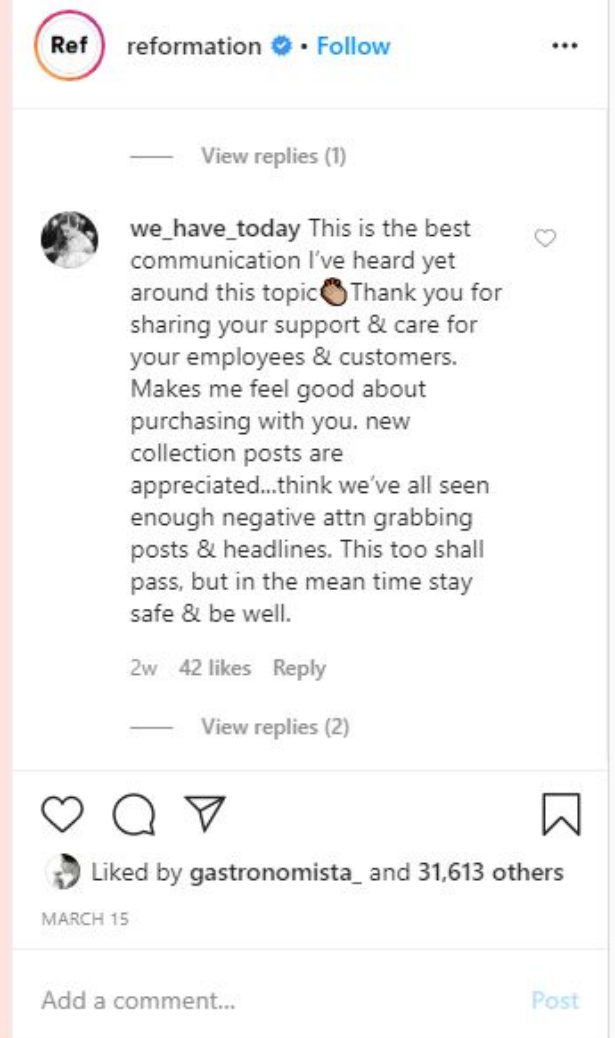 Ref
reformation • Follow
View replies (1)
we_have_today This is the best
communication I've heard yet
around this topic👏🏽Thank you for
sharing your support & care for
your employees & customers.
Makes me feel good about
purchasing with you. new
collection posts are
appreciated...think we've all seen
enough negative attn grabbing
posts & headlines. This too shall
pass, but in the mean time stay
safe & be well.
2w 42 likes Reply
View replies (2)
Liked by gastronomista_ and 31,613 others
MARCH 15
Add a comment... Post